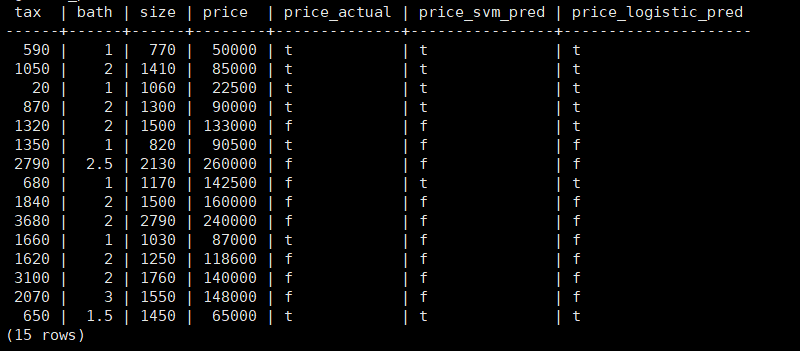 tax  | bath | size | price  | price_actual | price_svm_pred | price_logistic_pred
------+------+------+--------+--------------+----------------+---------------------
590 | 1 | 770 | 50000 | t | t | t
1050 | 2 | 1410 | 85000 | t | t | t
20 | 1 | 1060 | 22500 | t | t | t
870 | 2 | 1300 | 90000 | t | t | t
1320 | 2 | 1500 | 133000 | f | f | t
1350 | 1 | 820 | 90500 | t | f | f
2790 | 2.5 | 2130 | 260000 | f | f | f
680 | 1 | 1170 | 142500 | f | t | t
1840 | 2 | 1500 | 160000 | f | f | f
3680 | 2 | 2790 | 240000 | f | f | f
1660 | 1 | 1030 | 87000 | t | f | f
1620 | 2 | 1250 | 118600 | f | f | f
3100 | 2 | 1760 | 140000 | f | f | f
2070 | 3 | 1550 | 148000 | f | f | f
650 | 1.5 | 1450 | 65000 | t | t | t
(15 rows)